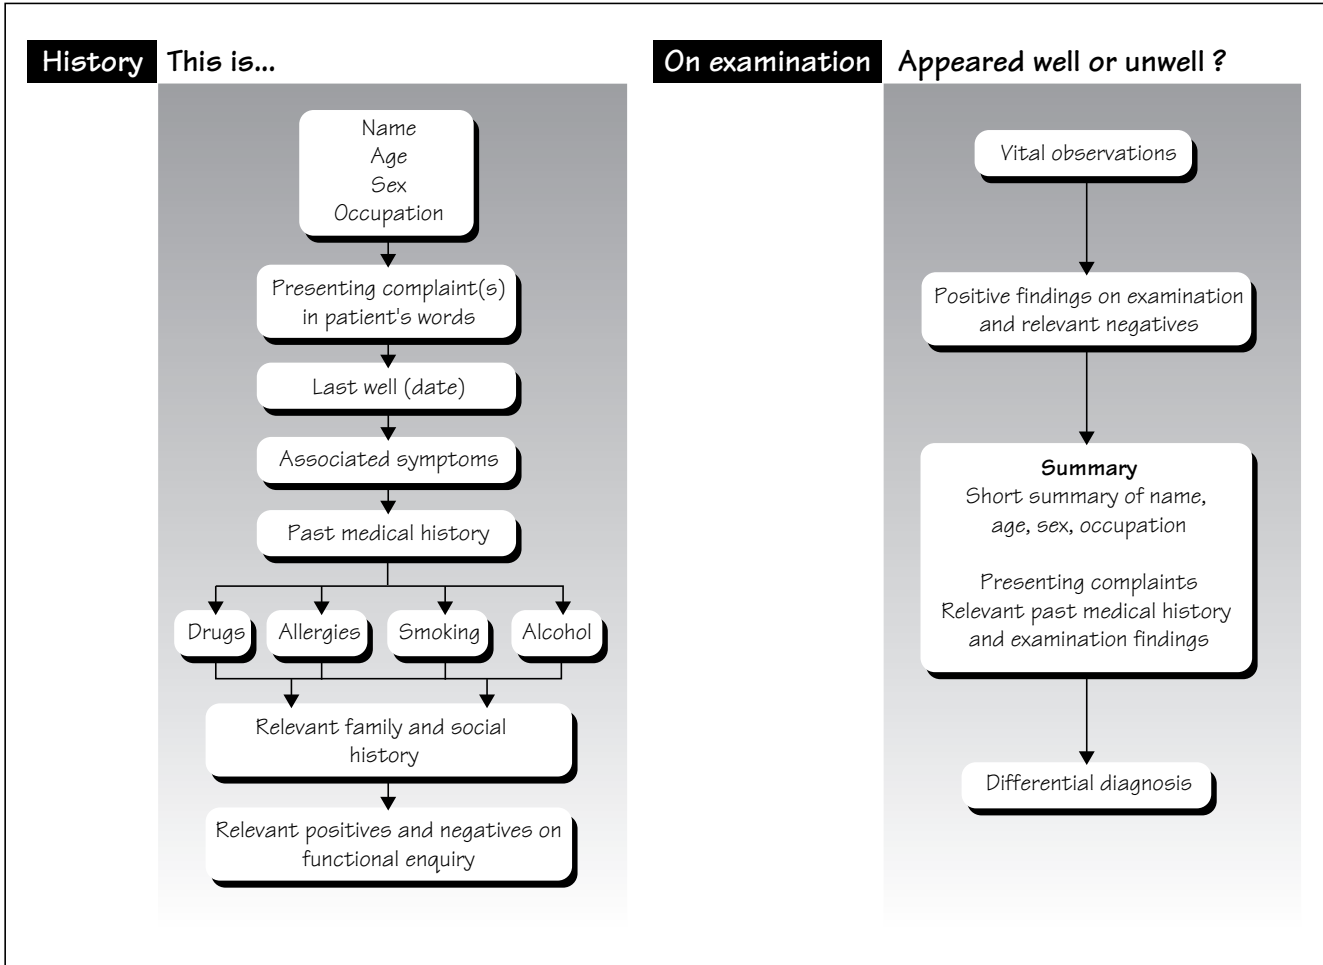 History This is...
Name
Age
Sex
Occupation
Presenting complaint(s)
in patient's words
Last well (date)
Associated symptoms
Past medical history
Drugs Allergies Smoking Alcohol
Relevant family and social
history
Relevant positives and negatives on
functional enquiry
On examination Appeared well or unwell ?
Vital observations
Positive findings on examination
and relevant negatives
Summary
Short summary of name,
age, sex, occupation
Presenting complaints
Relevant past medical history
and examination findings
Differential diagnosis